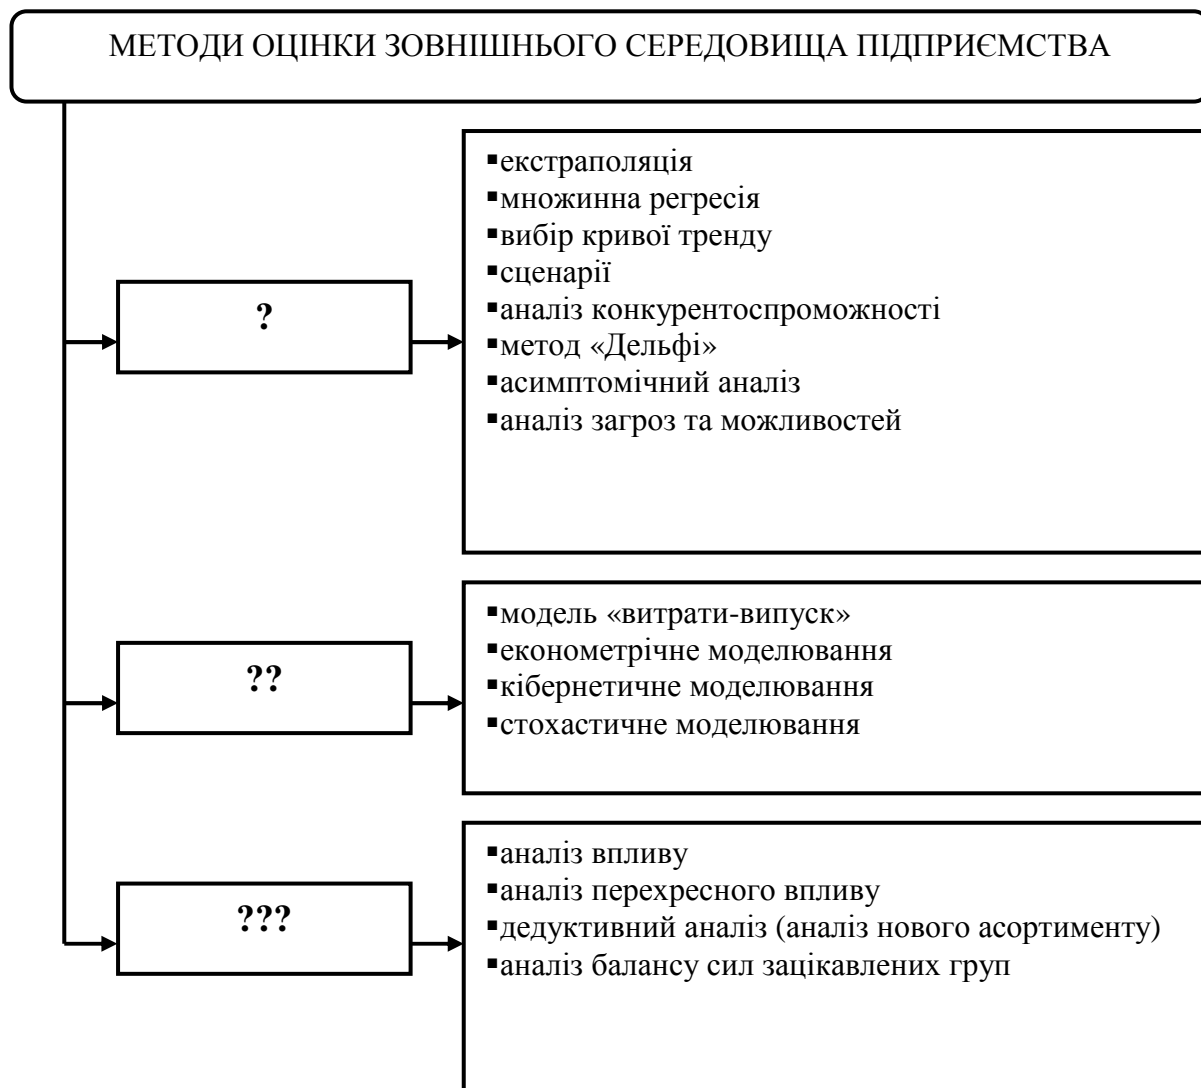 МЕТОДИ ОЦІНКИ ЗОВНІШНЬОГО СЕРЕДОВИЩА ПІДПРИЄМСТВА
?
▪екстраполяція
▪множинна регресія
▪вибір кривої тренду
▪сценарії
▪аналіз конкурентоспроможності
▪метод «Дельфі»
▪асимптомічний аналіз
▪аналіз загроз та можливостей
??
▪модель «витрати-випуск»
▪економетрічне моделювання
▪кібернетичне моделювання
▪стохастичне моделювання
???
▪аналіз впливу
▪аналіз перехресного впливу
▪дедуктивний аналіз (аналіз нового асортименту)
▪аналіз балансу сил зацікавлених груп